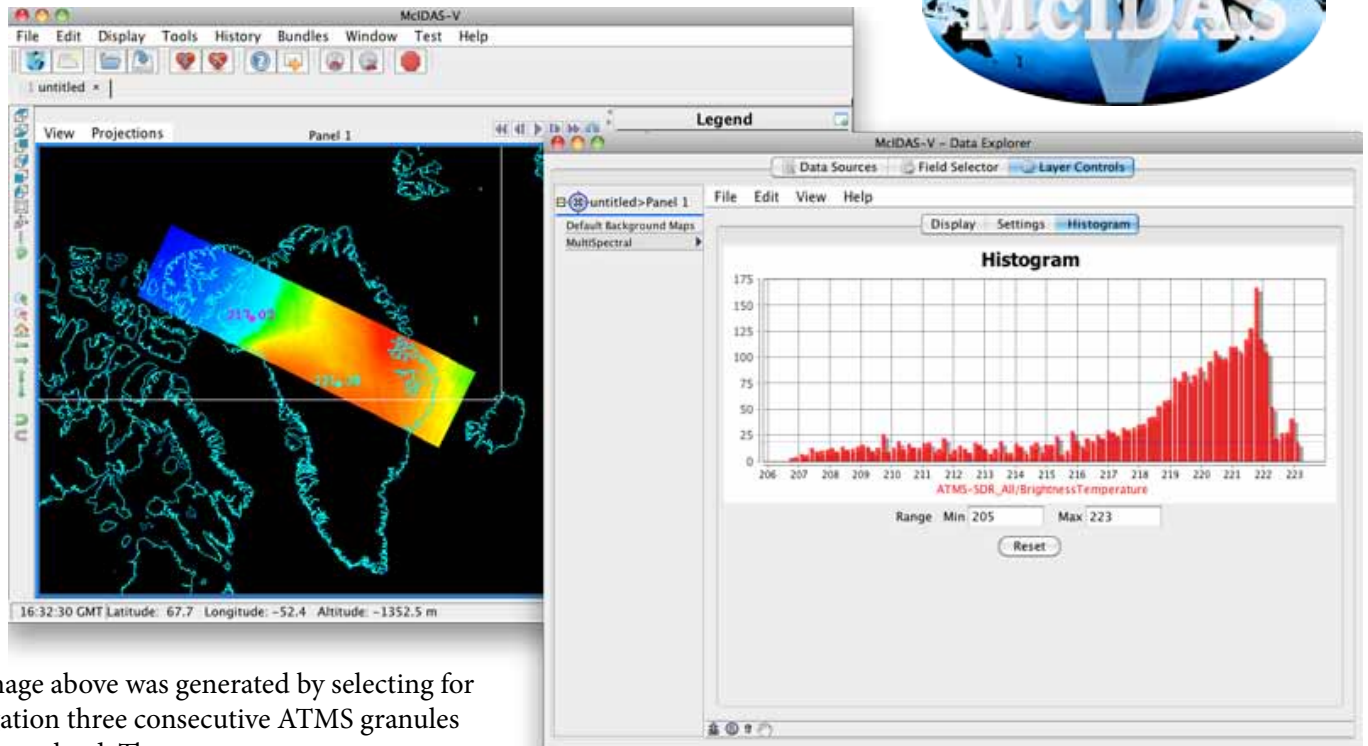 McIDAS
McIDAS-V
File Edit Display Tools History Bundles Window Test Help
1 untitled ×
View Projections
Panel 1
Legend
217.02
16:32:30 GMT Latitude: 67.7 Longitude: -52.4 Altitude: -1352.5 m
McIDAS-V - Data Explorer
Data Sources Field Selector Layer Controls
untitled>Panel 1
Default Background Maps
MultiSpectral
File Edit View Help
Display Settings Histogram
Histogram
175
150
125
100
75
50
25
0
206 207 208 209 210 211 212 213 214 215 216 217 218 219 220 221 222 223
ATMS-SDR_All/BrightnessTemperature
Range Min 205 Max 223
Reset
mage above was generated by selecting for
ation three consecutive ATMS granules